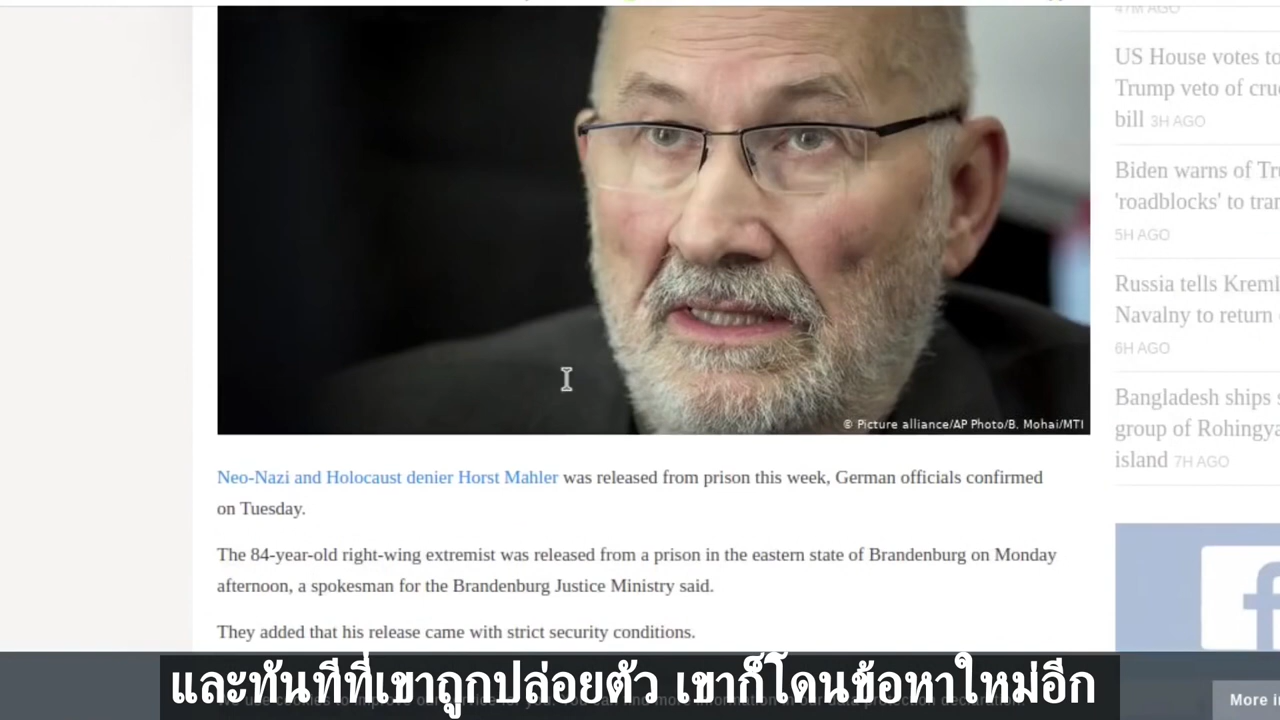 47M AGO
US House votes to
Trump veto of
bill 3H AGO
Biden warns of
'roadblocks' to
5H AGO
Russia tells
Navalny to return
6H AGO
Bangladesh ships
group of
island 7H AGO
© Picture alliance/AP Photo/B. Mohai/MTI
Neo-Nazi and Holocaust denier Horst Mahler was released from prison this week, German officials confirmed
on Tuesday.
The 84-year-old right-wing extremist was released from a prison in the eastern state of Brandenburg on Monday
afternoon, a spokesman for the Brandenburg Justice Ministry said.
They added that his release came with strict security conditions.
และทันทีที่เขาถูกปล่อยตัว เขาก็โดนข้อหาใหม่อีก
More